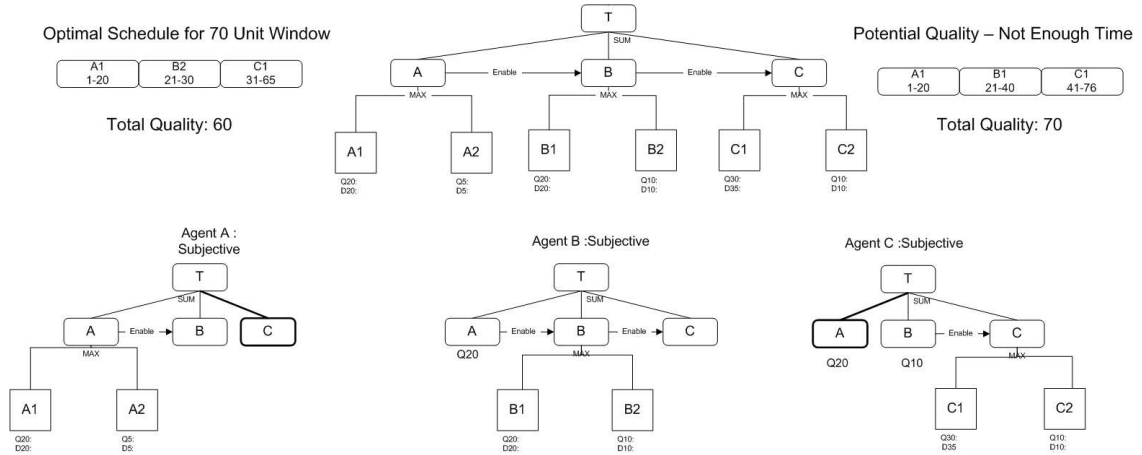 Optimal Schedule for 70 Unit Window
A1
1-20
B2
21-30
C1
31-65
Total Quality: 60
T
SUM
A
Enable
B
Enable
C
MAX
MAX
MAX
A1
A2
B1
B2
C1
C2
Q20:
D20:
Q5:
D5:
Q20:
D20:
Q10:
D10:
Q30:
D35:
Q10:
D10:
Potential Quality – Not Enough Time
A1
1-20
B1
21-40
C1
41-76
Total Quality: 70
Agent A :
Subjective
T
SUM
A
Enable
B
C
MAX
A1
A2
Q20:
D20:
Q5:
D5:
Agent B :Subjective
T
SUM
A
Enable
B
Enable
C
Q20
MAX
B1
B2
Q20:
D20:
Q10:
D10:
Agent C :Subjective
T
SUM
A
B
Enable
C
Q20
Q10
MAX
C1
C2
Q30:
D35
Q10:
D10: